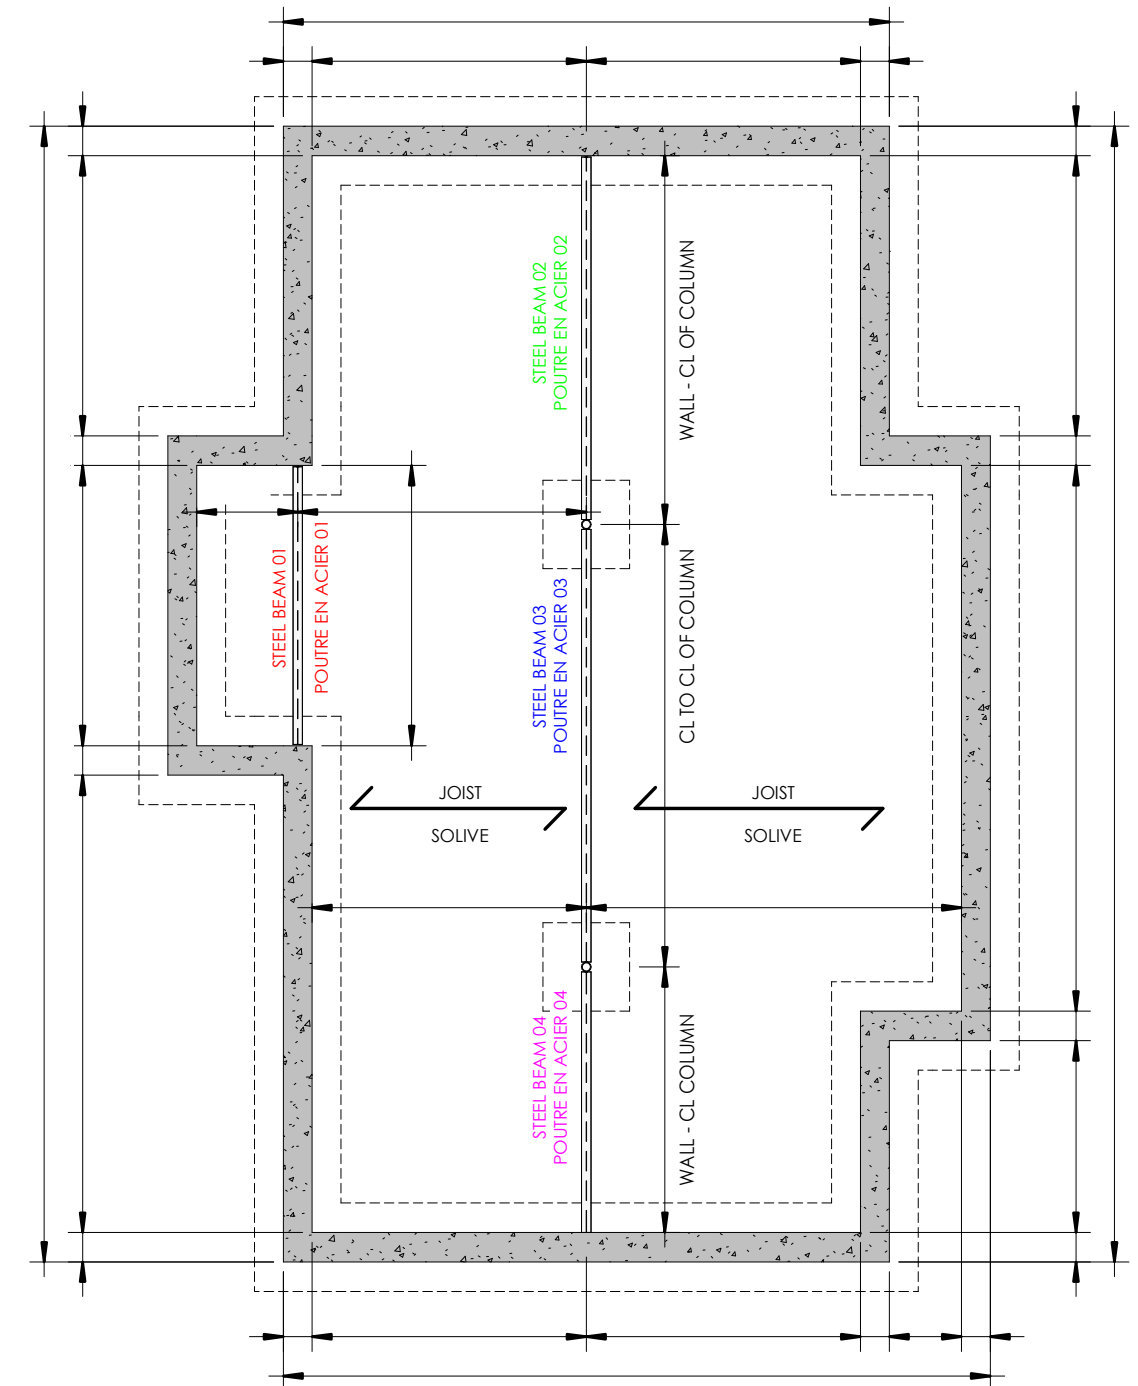 STEEL BEAM 02
POUTRE EN ACIER 02
WALL - CL OF COLUMN
STEEL BEAM 01
POUTRE EN ACIER 01
STEEL BEAM 03
POUTRE EN ACIER 03
CL TO CL OF COLUMN
JOIST
SOLIVE
JOIST
SOLIVE
STEEL BEAM 04
POUTRE EN ACIER 04
WALL - CL COLUMN